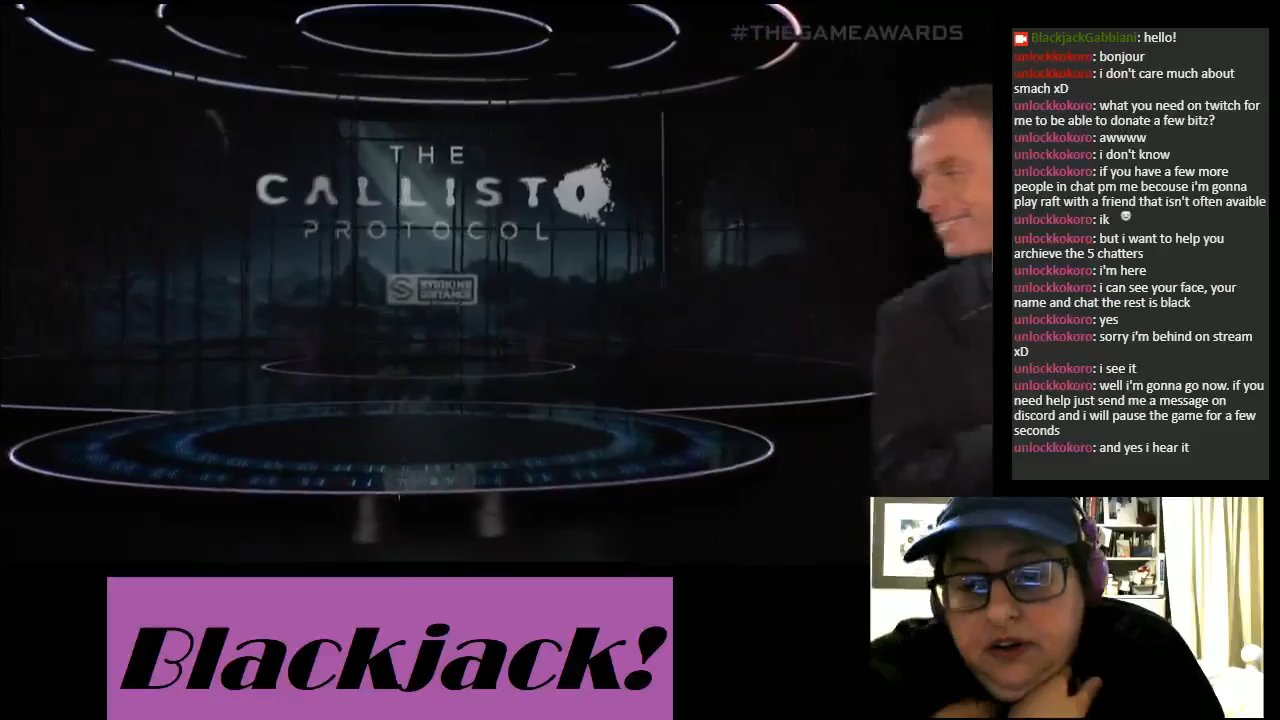 #THEGAMEAWARDS
THE
CALLISTO
PROTOCOL
STRIKING
DISTANCE
BlackjackGabbiani: hello!
unlockkokoro: bonjour
unlockkokoro: i don't care much about
smach xD
unlockkokoro: what you need on twitch for
me to be able to donate a few bitz?
unlockkokoro: awwww
unlockkokoro: i don't know
unlockkokoro: if you have a few more
people in chat pm me becouse i'm gonna
play raft with a friend that isn't often avaible
unlockkokoro: ik
unlockkokoro: but i want to help you
archieve the 5 chatters
unlockkokoro: i'm here
unlockkokoro: i can see your face, your
name and chat the rest is black
unlockkokoro: yes
unlockkokoro: sorry i'm behind on stream
xD
unlockkokoro: i see it
unlockkokoro: well i'm gonna go now. if you
need help just send me a message on
discord and i will pause the game for a few
seconds
unlockkokoro: and yes i hear it
Blackjack!